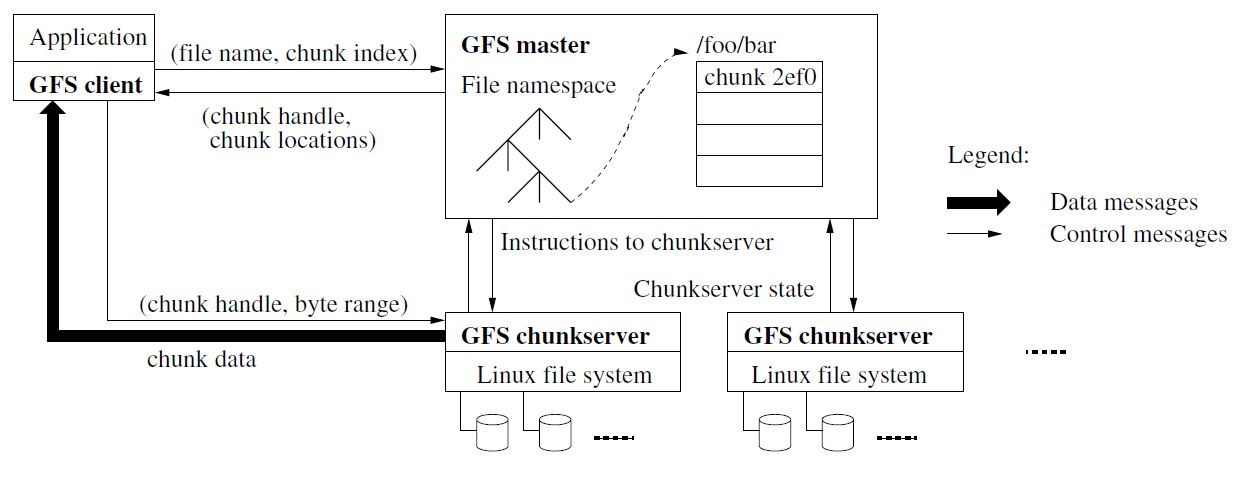 Application
GFS client
(file name, chunk index)
(chunk handle,
chunk locations)
GFS master
File namespace
/foo/bar
chunk 2ef0
Legend:
Data messages
Control messages
Instructions to chunkserver
Chunkserver state
(chunk handle, byte range)
chunk data
GFS chunkserver
Linux file system
GFS chunkserver
Linux file system